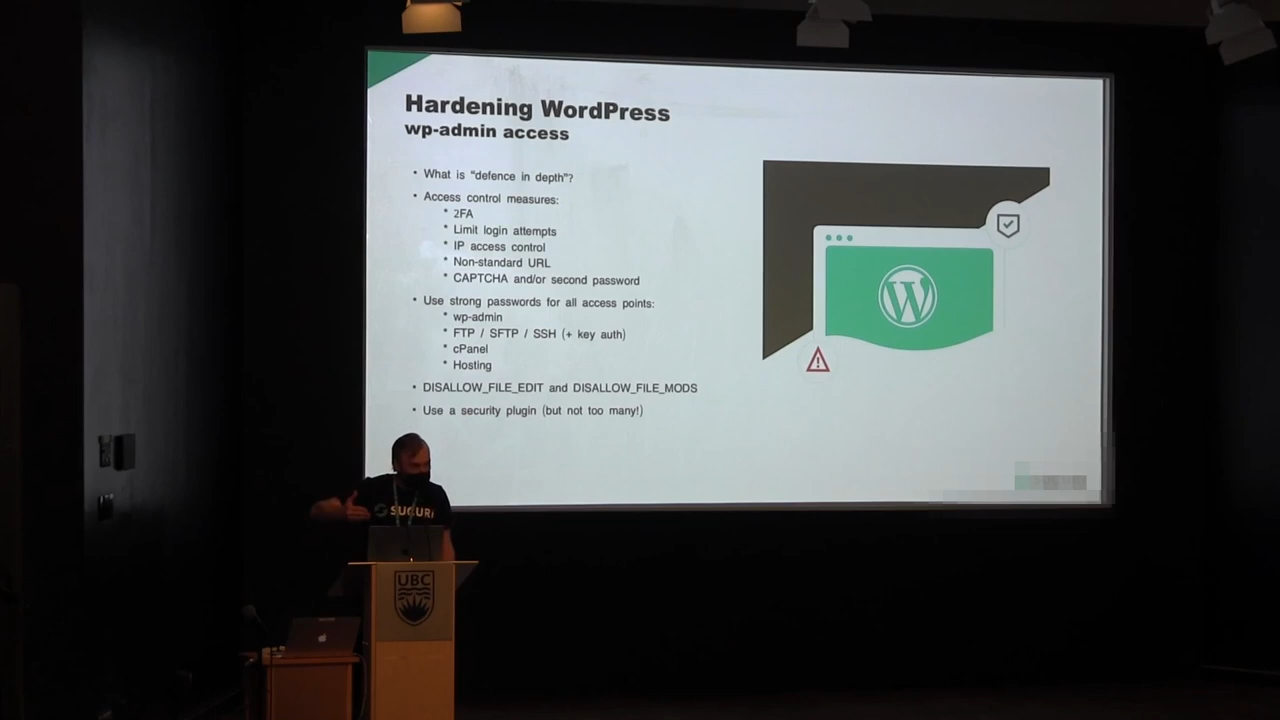 Hardening WordPress
wp-admin access
• What is “defence in depth”?
• Access control measures:
* 2FA
* Limit login attempts
* IP access control
* Non-standard URL
* CAPTCHA and/or second password
• Use strong passwords for all access points:
* wp-admin
* FTP / SFTP / SSH (+ key auth)
* cPanel
* Hosting
• DISALLOW_FILE_EDIT and DISALLOW_FILE_MODS
• Use a security plugin (but not too many!)
W
SUCURI
UBC